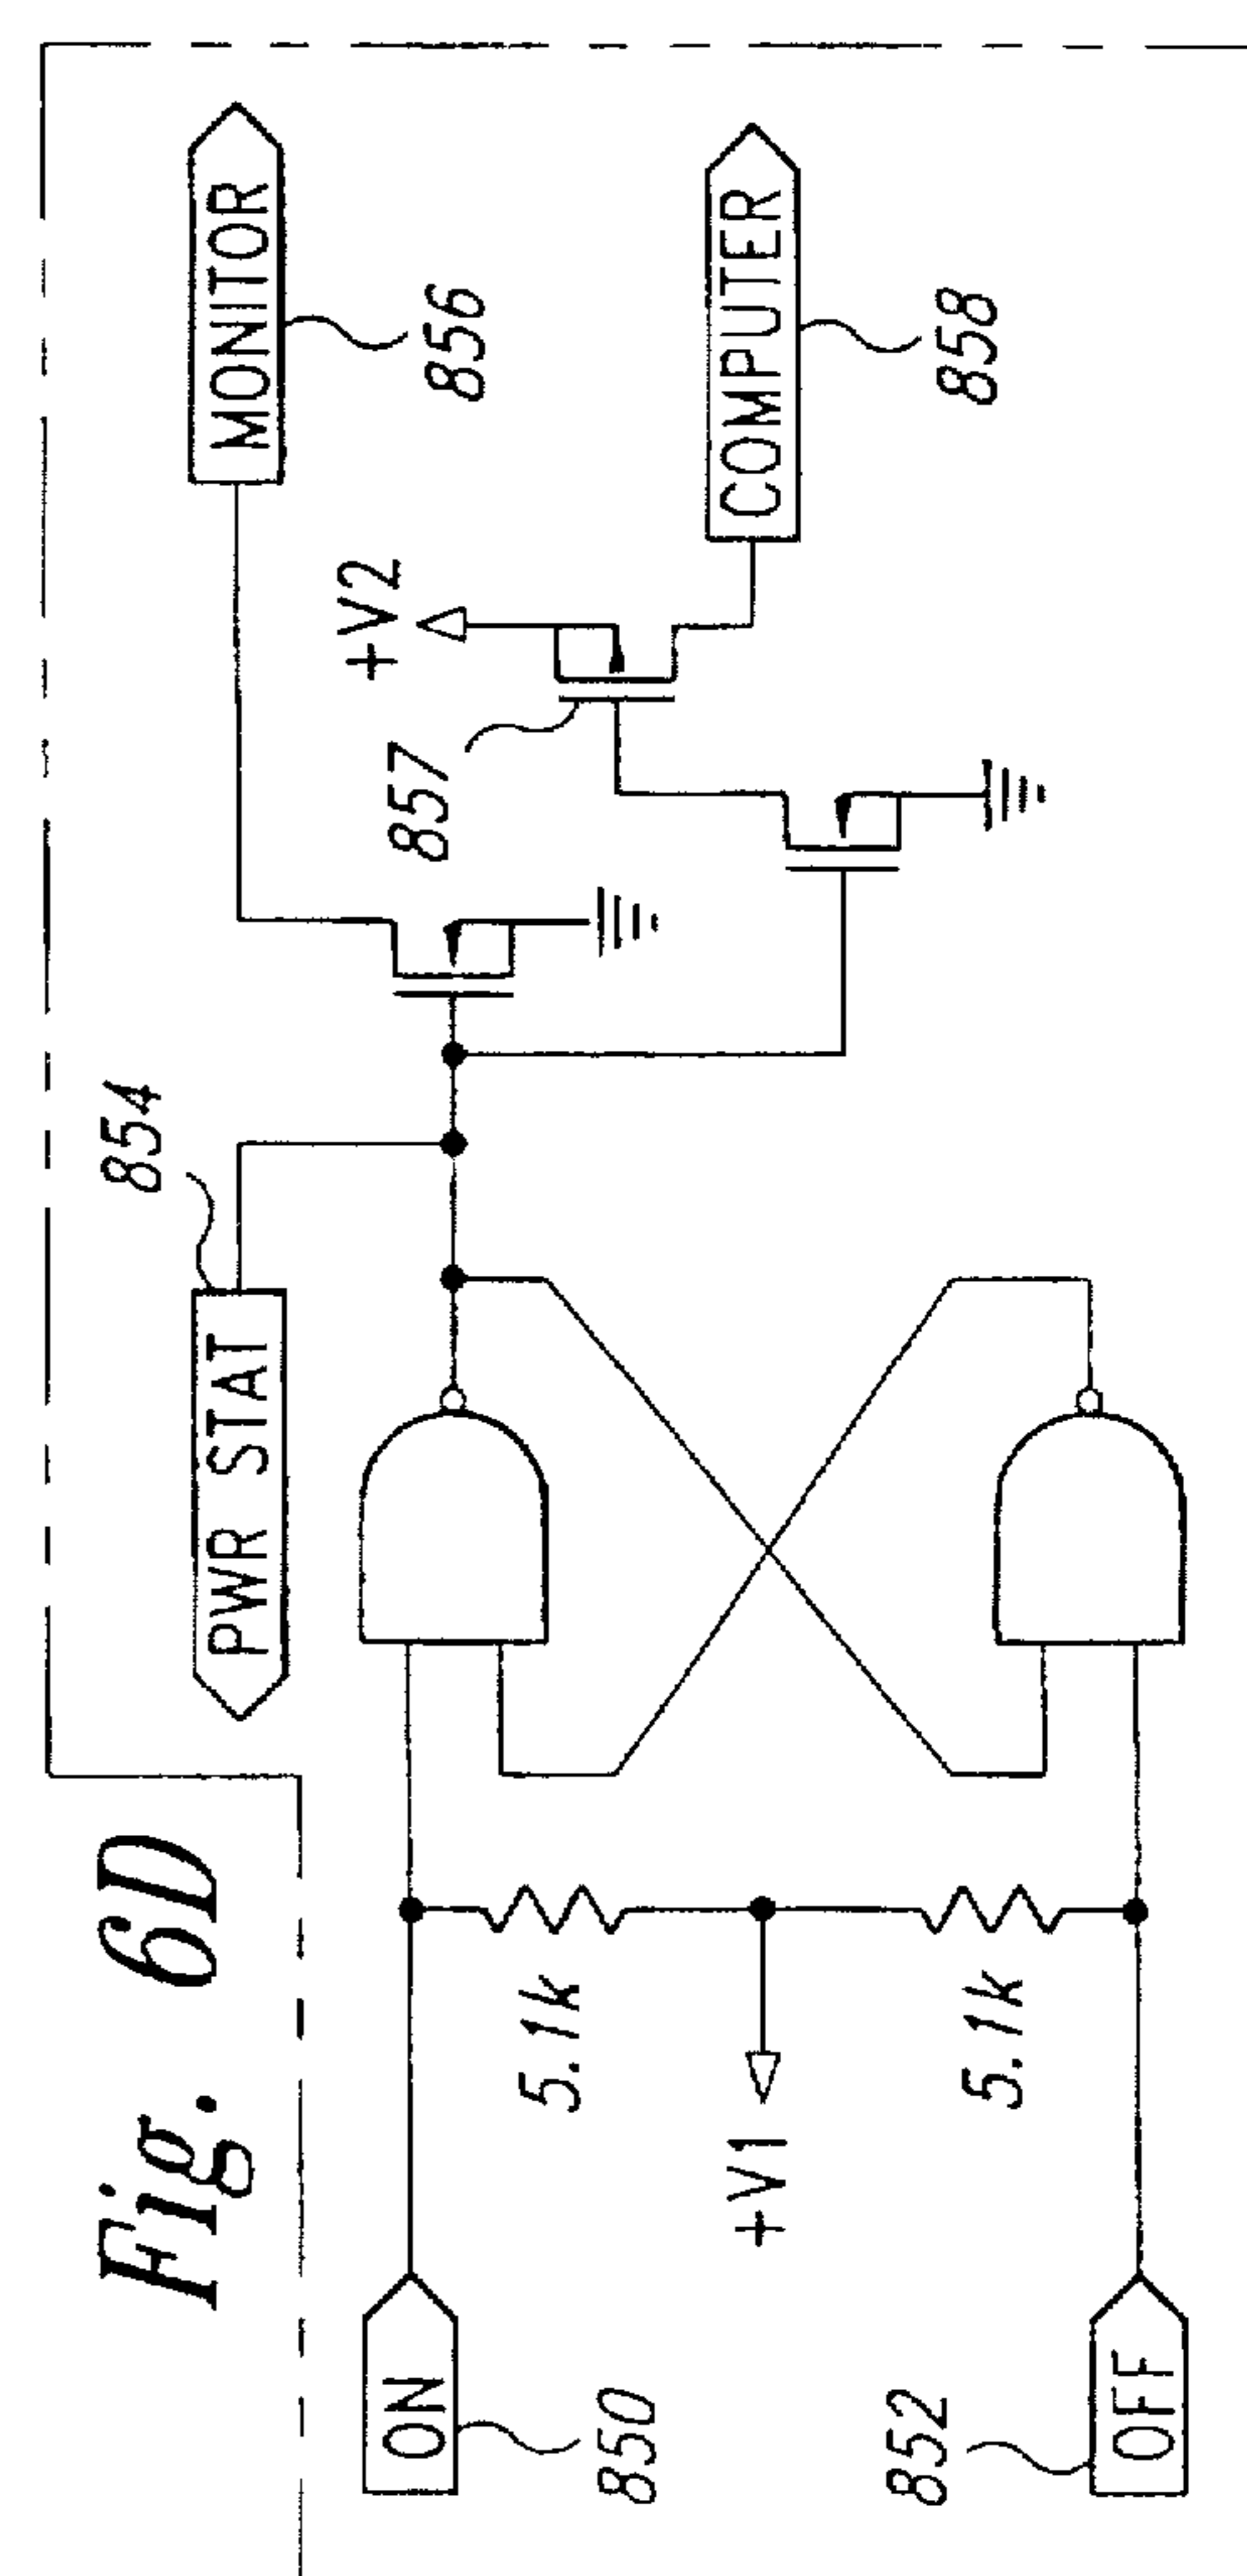 Fig. 6D
PWR STAT
854
MONITOR
856
+V2
857
COMPUTER
858
ON
850
5.1k
+V1
5.1k
852
OFF